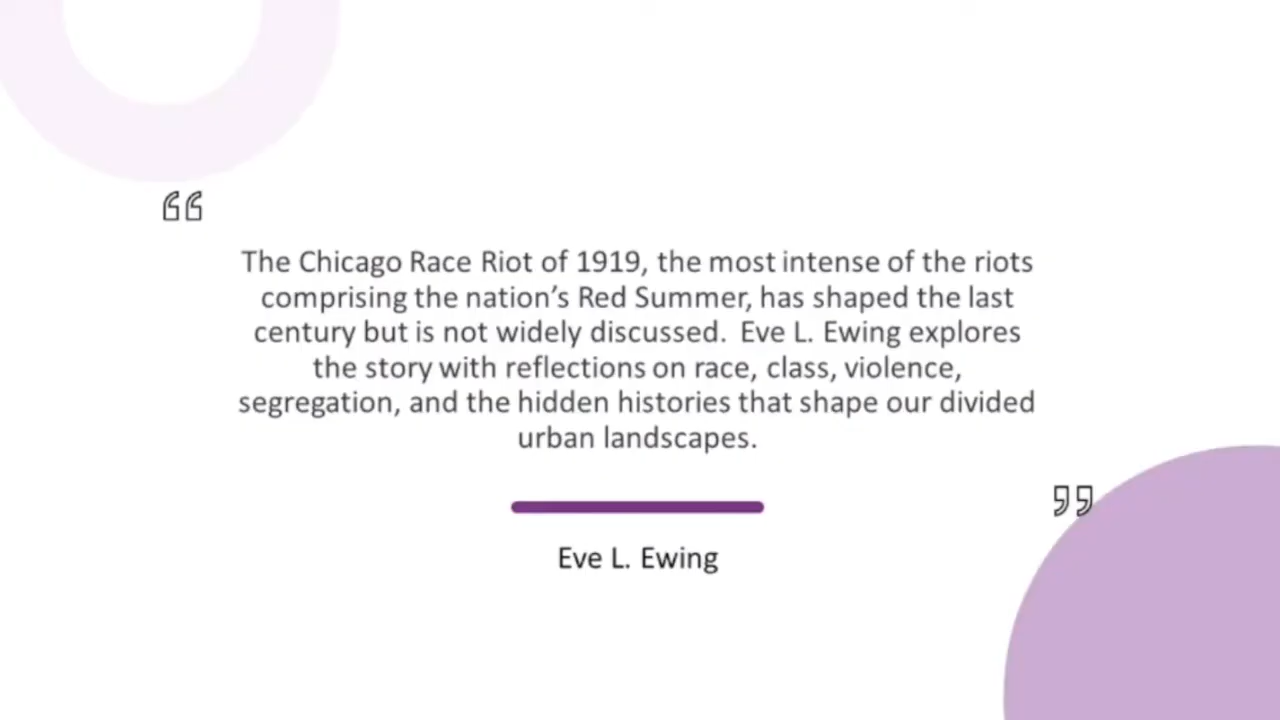 “
The Chicago Race Riot of 1919, the most intense of the riots
comprising the nation’s Red Summer, has shaped the last
century but is not widely discussed.  Eve L. Ewing explores
the story with reflections on race, class, violence,
segregation, and the hidden histories that shape our divided
urban landscapes.
”
Eve L. Ewing